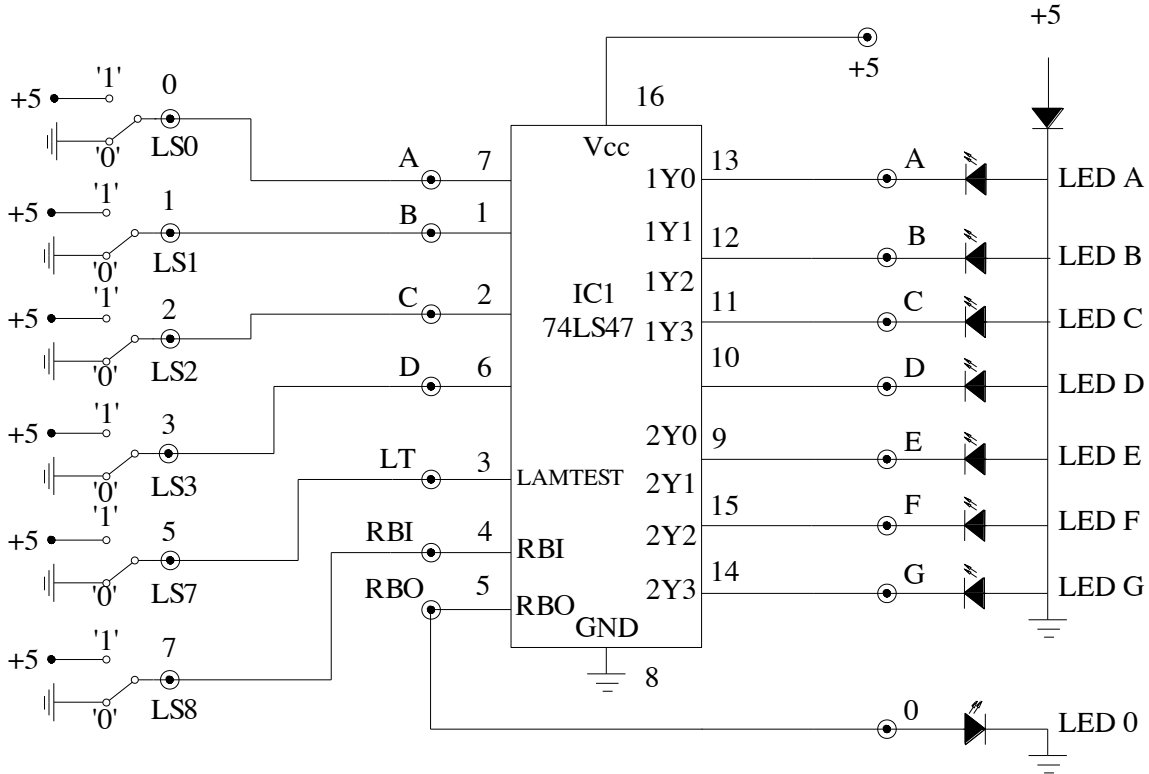 +5
'1'
0
+5
'0'
LS0
+5
'1'
1
'0'
LS1
+5
'1'
2
'0'
LS2
+5
'1'
3
'0'
LS3
+5
'1'
5
'0'
LS7
+5
'1'
7
'0'
LS8
A
7
B
1
C
2
D
6
LT
3
RBI
4
RBO
5
+5
16
Vcc
IC1
74LS47
LAMTEST
RBI
RBO
GND
8
1Y0
1Y1
1Y2
1Y3
2Y0
2Y1
2Y2
2Y3
13
12
11
10
9
15
14
A
LED A
B
LED B
C
LED C
D
LED D
E
LED E
F
LED F
G
LED G
0
LED 0